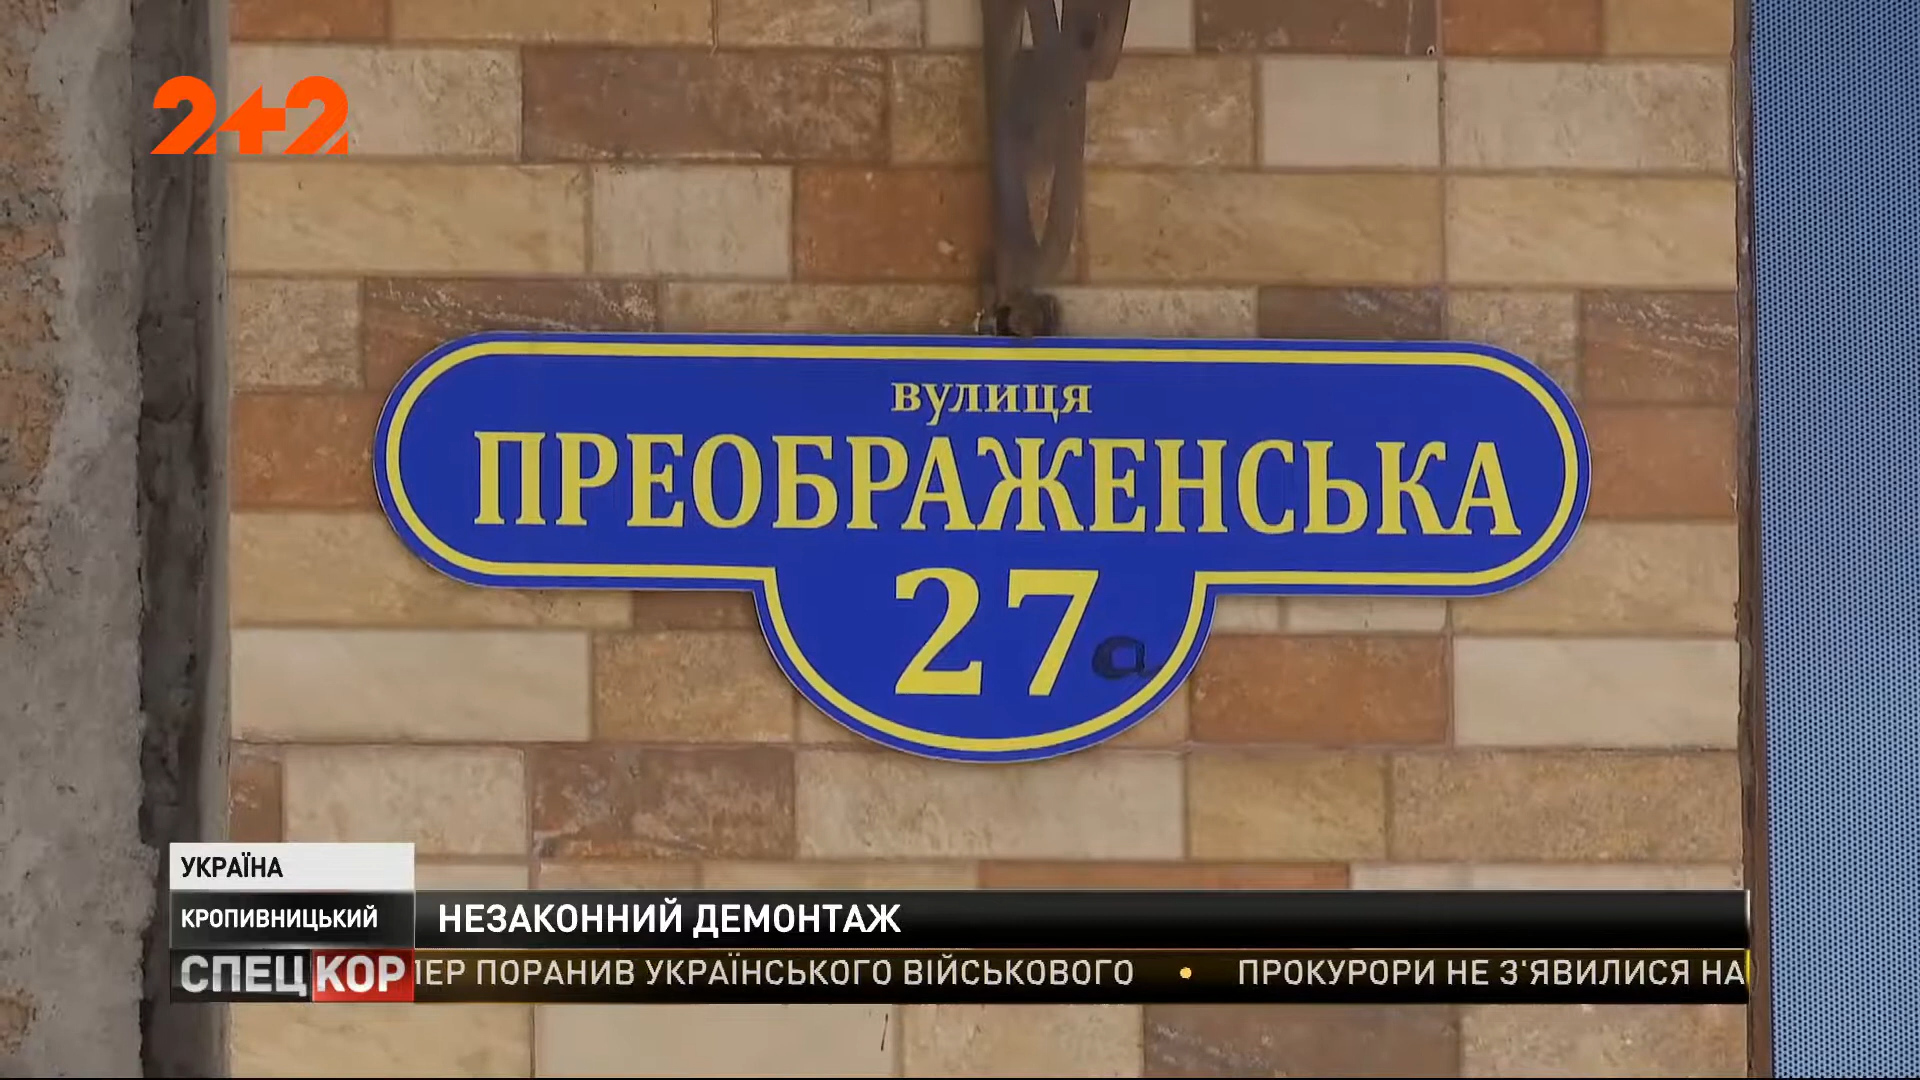 2+2
вулиця
ПРЕОБРАЖЕНСЬКА
27а
УКРАЇНА
КРОПИВНИЦЬКИЙ
НЕЗАКОННИЙ ДЕМОНТАЖ
СПЕЦКОР
ПОРАНИВ УКРАЇНСЬКОГО ВІЙСЬКОВОГО • ПРОКУРОРИ НЕ З'ЯВИЛИСЯ НА